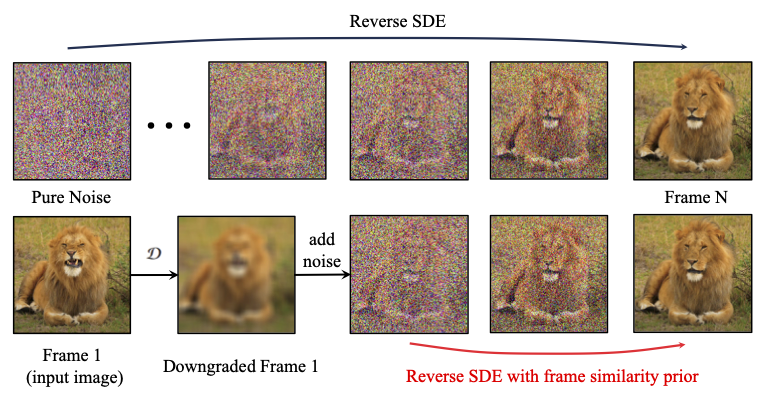 Reverse SDE
Pure Noise
Frame N
𝒟
add
noise
Frame 1
(input image)
Downgraded Frame 1
Reverse SDE with frame similarity prior